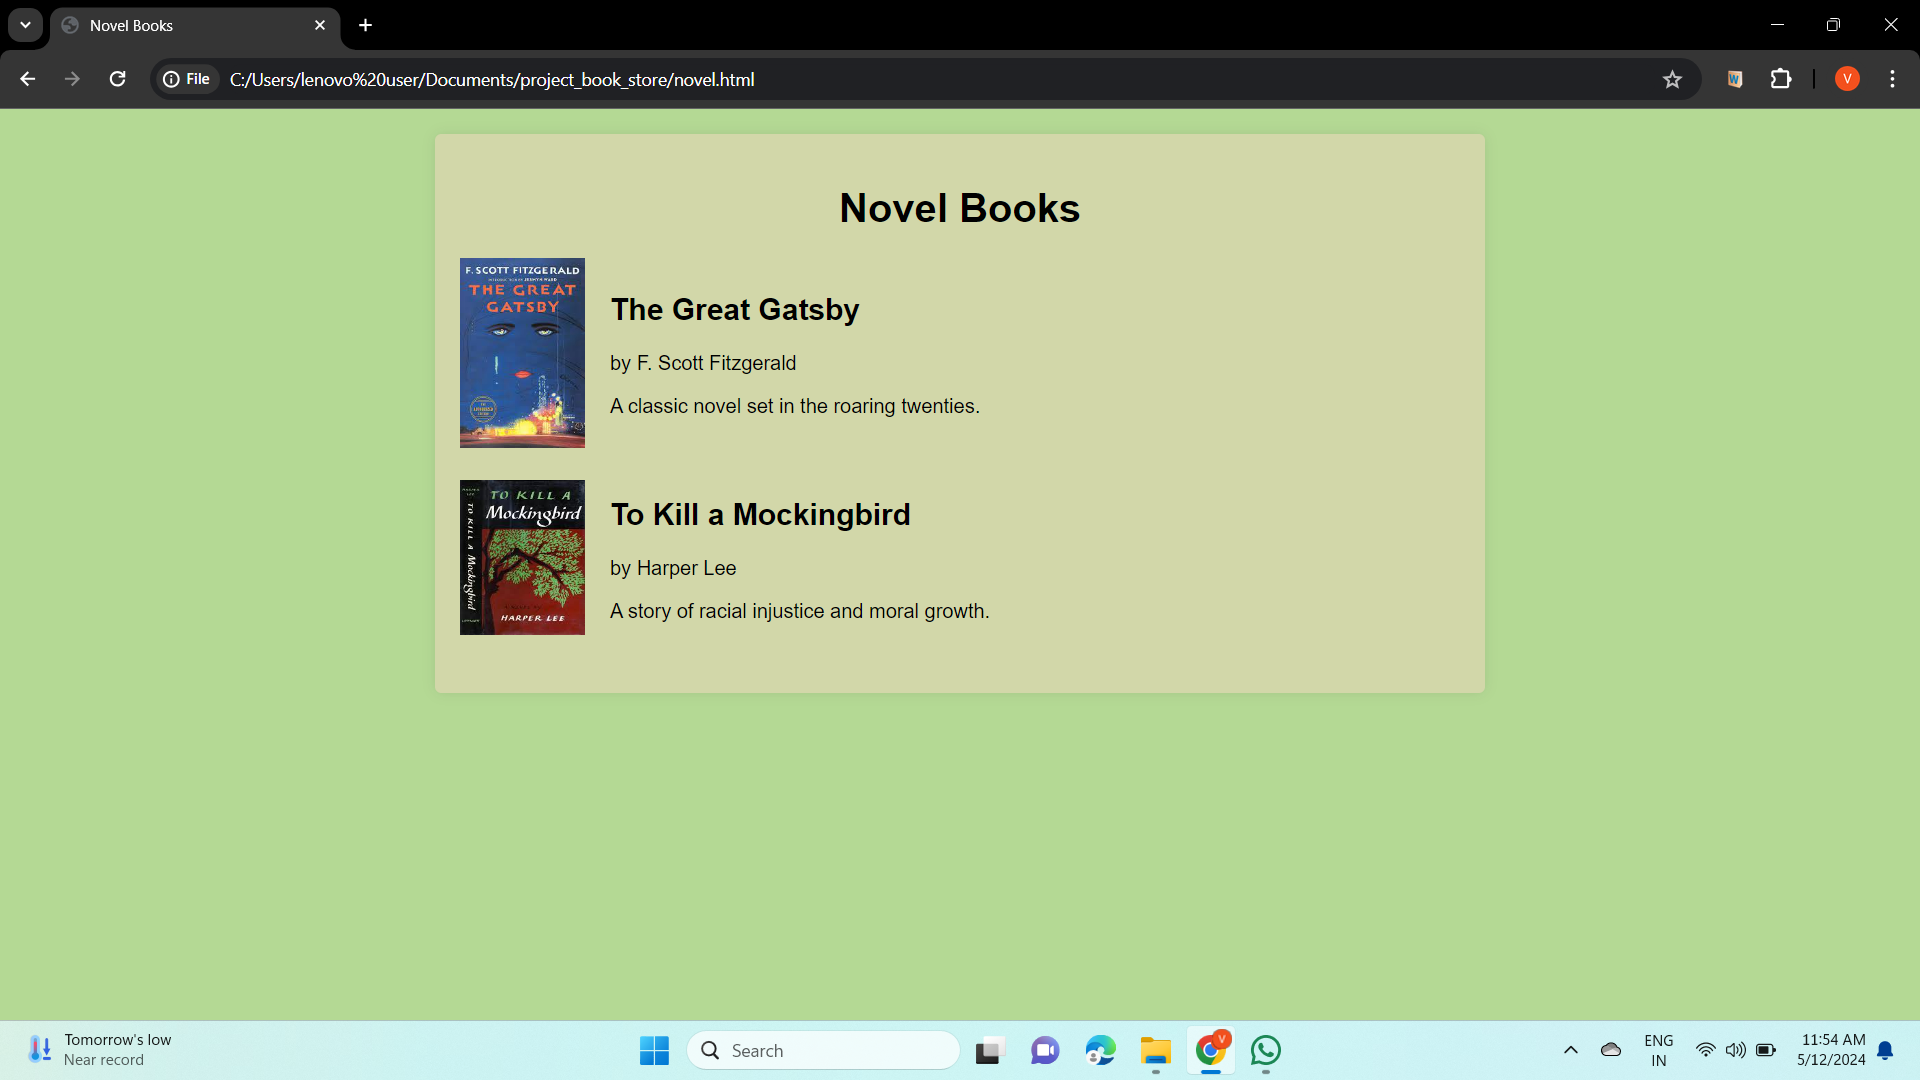 Novel Books
File
C:/Users/lenovo%20user/Documents/project_book_store/novel.html
V
Novel Books
F. SCOTT FITZGERALD
THE GREAT
GATSBY
The Great Gatsby
by F. Scott Fitzgerald
A classic novel set in the roaring twenties.
TO KILL A
Mockingbird
TO KILL A Mockingbird
HARPER LEE
To Kill a Mockingbird
by Harper Lee
A story of racial injustice and moral growth.
Tomorrow's low
Near record
Search
V
ENG
IN
11:54 AM
5/12/2024